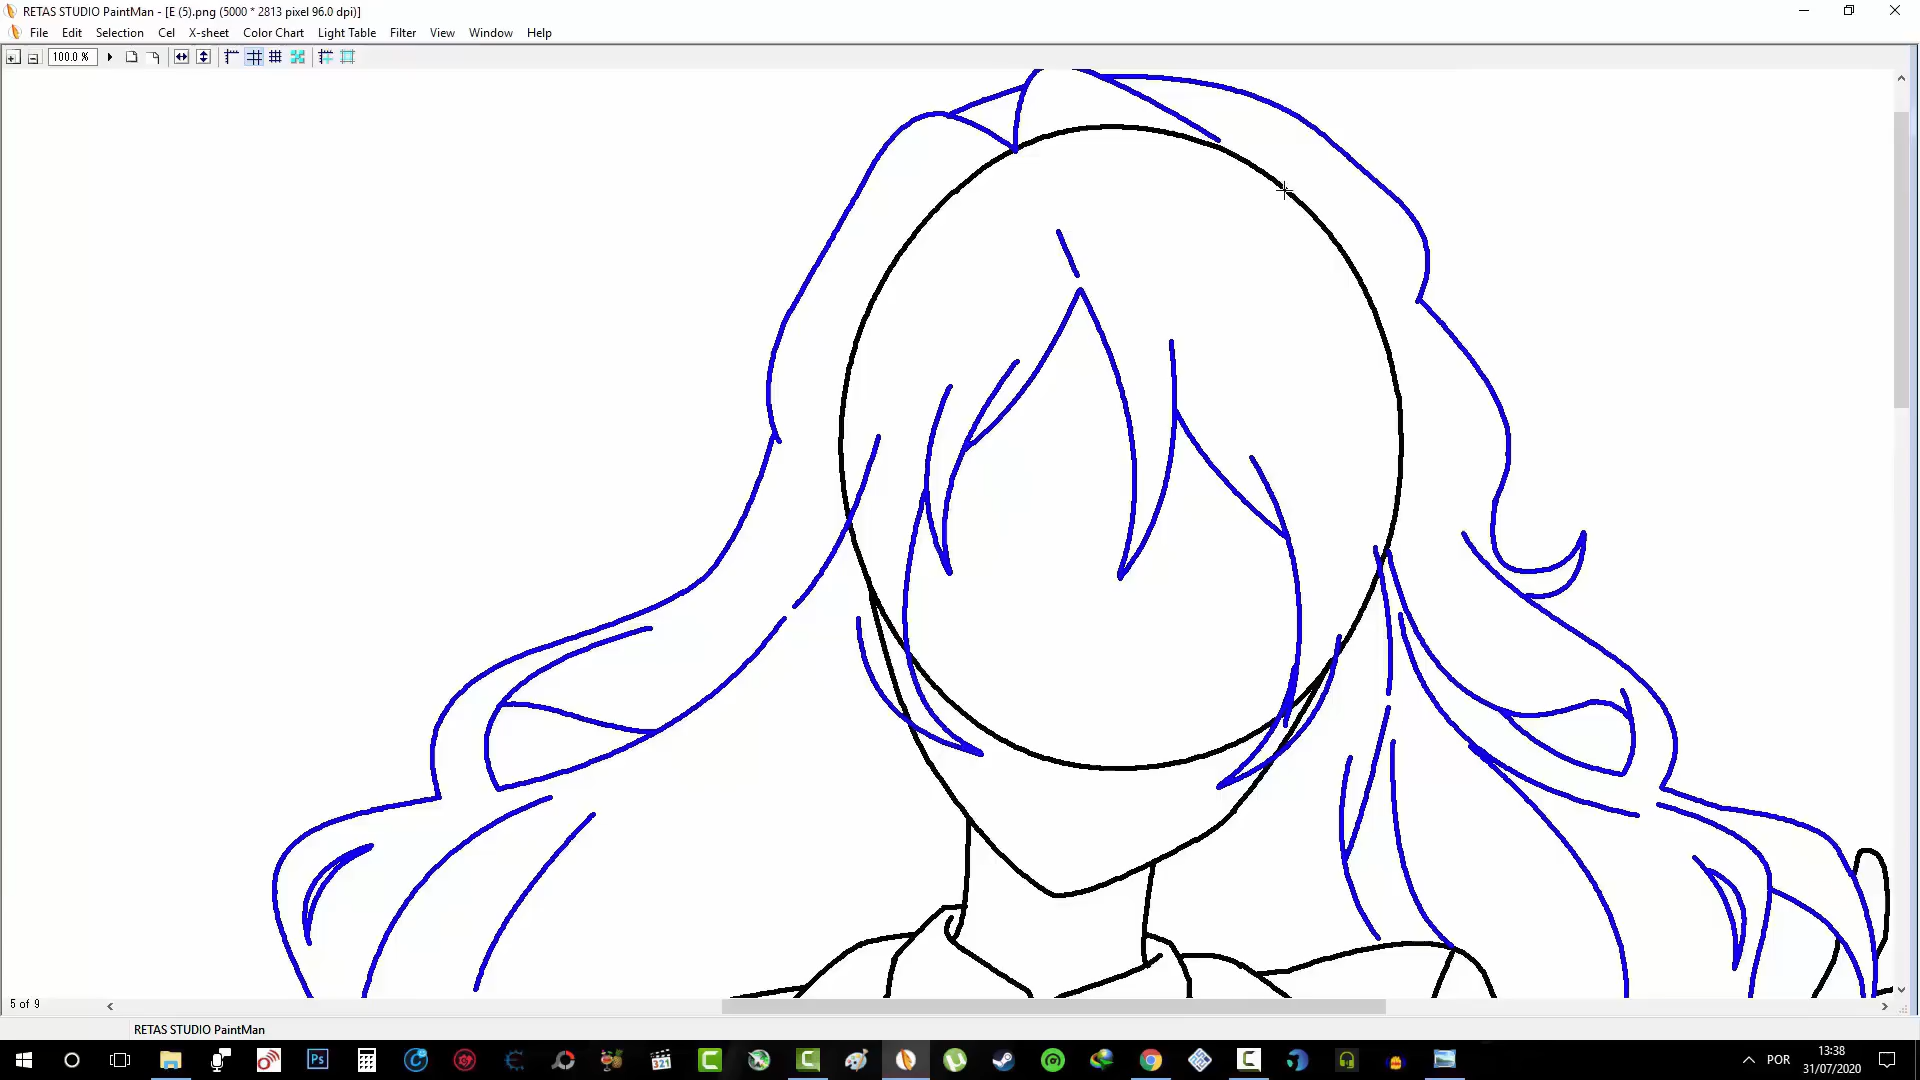 RETAS STUDIO PaintMan - [E (5).png (5000 * 2813 pixel 96.0 dpi)]
File Edit Selection Cel X-sheet Color Chart Light Table Filter View Window Help
100.0 %
5 of 9
RETAS STUDIO PaintMan
Ps
321
POR
13:38
31/07/2020